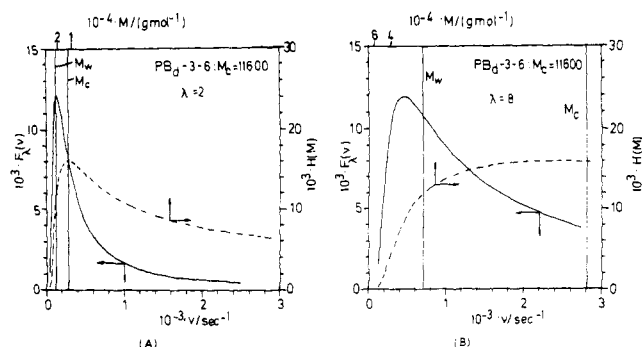 10⁻⁴·M/(gmol⁻¹)
2 1
15 30
M_w
M_c
PB_d-3-6:M_c=11600
λ=2
10³·F_λ(v)
10³·H(M)
10 20
5 10
0 0
0 1 2 3
10⁻³·v/sec⁻¹
(A)
10⁻⁴·M/(gmol⁻¹)
6 4
15 30
PB_d-3-6:M_c=11600
M_w
λ=8
M_c
10³·F_λ(v)
10³·H(M)
10 20
5 10
0 0
0 1 2 3
10⁻³·v/sec⁻¹
(B)